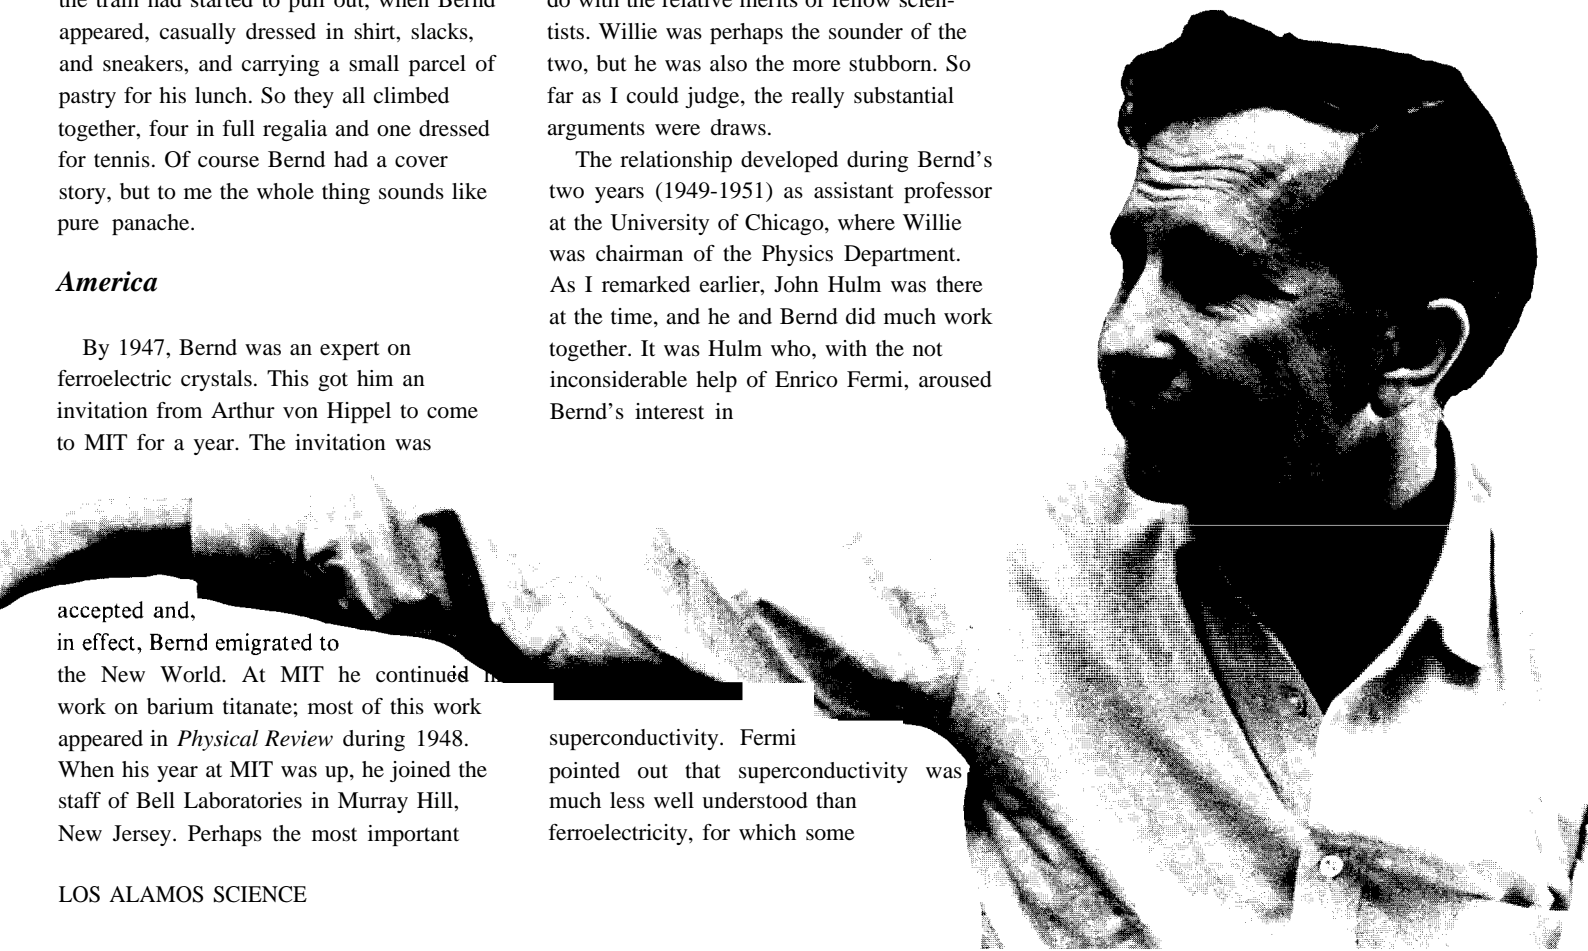 the train had started to pull out, when Bernd
appeared, casually dressed in shirt, slacks,
and sneakers, and carrying a small parcel of
pastry for his lunch. So they all climbed
together, four in full regalia and one dressed
for tennis. Of course Bernd had a cover
story, but to me the whole thing sounds like
pure panache.
America
By 1947, Bernd was an expert on
ferroelectric crystals. This got him an
invitation from Arthur von Hippel to come
to MIT for a year. The invitation was
accepted and,
in effect, Bernd emigrated to
the New World. At MIT he continued
work on barium titanate; most of this work
appeared in Physical Review during 1948.
When his year at MIT was up, he joined the
staff of Bell Laboratories in Murray Hill,
New Jersey. Perhaps the most important
do with the relative merits of fellow scien-
tists. Willie was perhaps the sounder of the
two, but he was also the more stubborn. So
far as I could judge, the really substantial
arguments were draws.
The relationship developed during Bernd’s
two years (1949-1951) as assistant professor
at the University of Chicago, where Willie
was chairman of the Physics Department.
As I remarked earlier, John Hulm was there
at the time, and he and Bernd did much work
together. It was Hulm who, with the not
inconsiderable help of Enrico Fermi, aroused
Bernd’s interest in
superconductivity. Fermi
pointed out that superconductivity was
much less well understood than
ferroelectricity, for which some
LOS ALAMOS SCIENCE